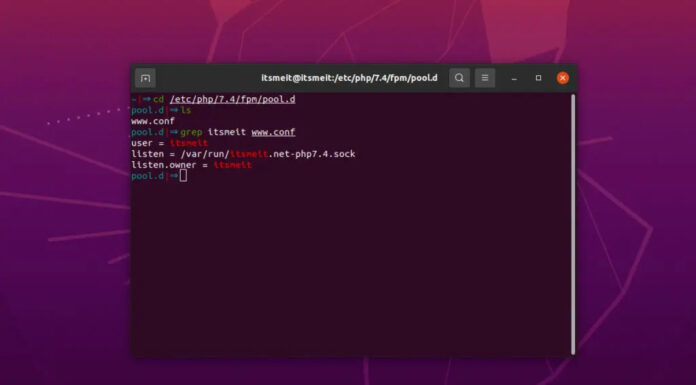 itsmeit@itsmeit:/etc/php/7.4/fpm/pool.d
~|⇒cd /etc/php/7.4/fpm/pool.d
pool.d|⇒ls
www.conf
pool.d|⇒grep itsmeit www.conf
user = itsmeit
listen = /var/run/itsmeit.net-php7.4.sock
listen.owner = itsmeit
pool.d|⇒